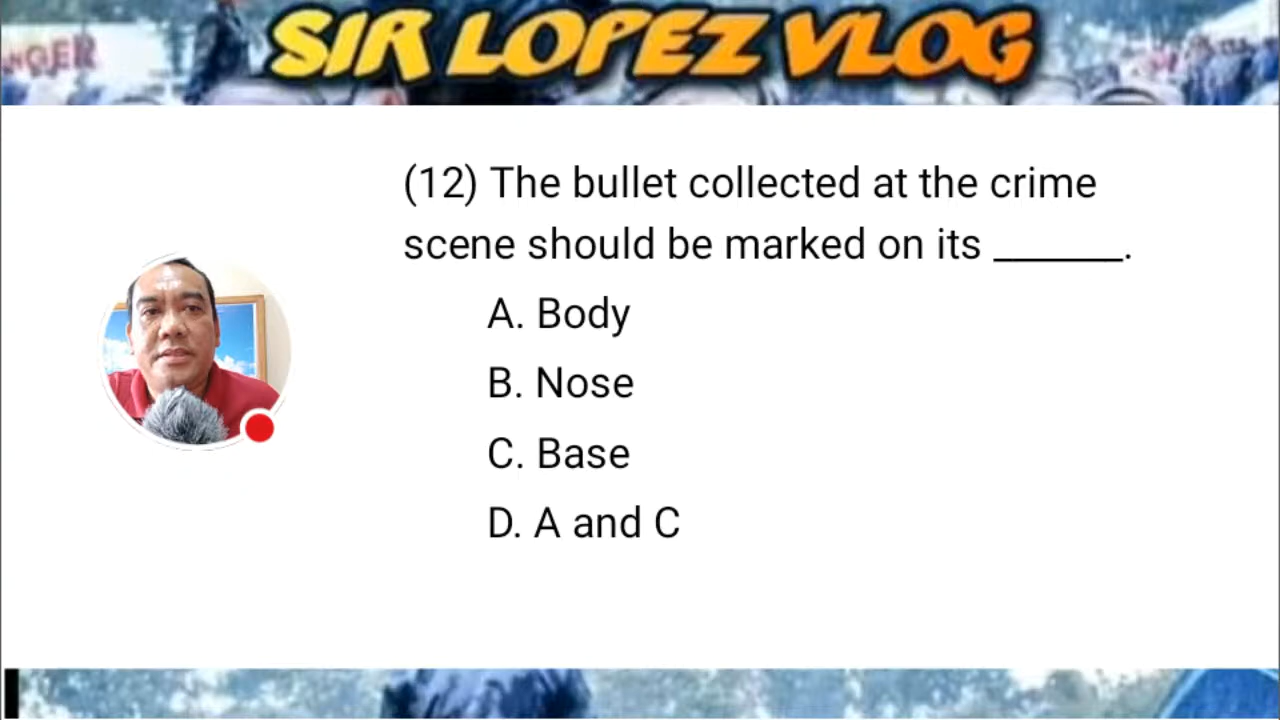 SIR LOPEZ VLOG
(12) The bullet collected at the crime
scene should be marked on its _______.
A. Body
B. Nose
C. Base
D. A and C